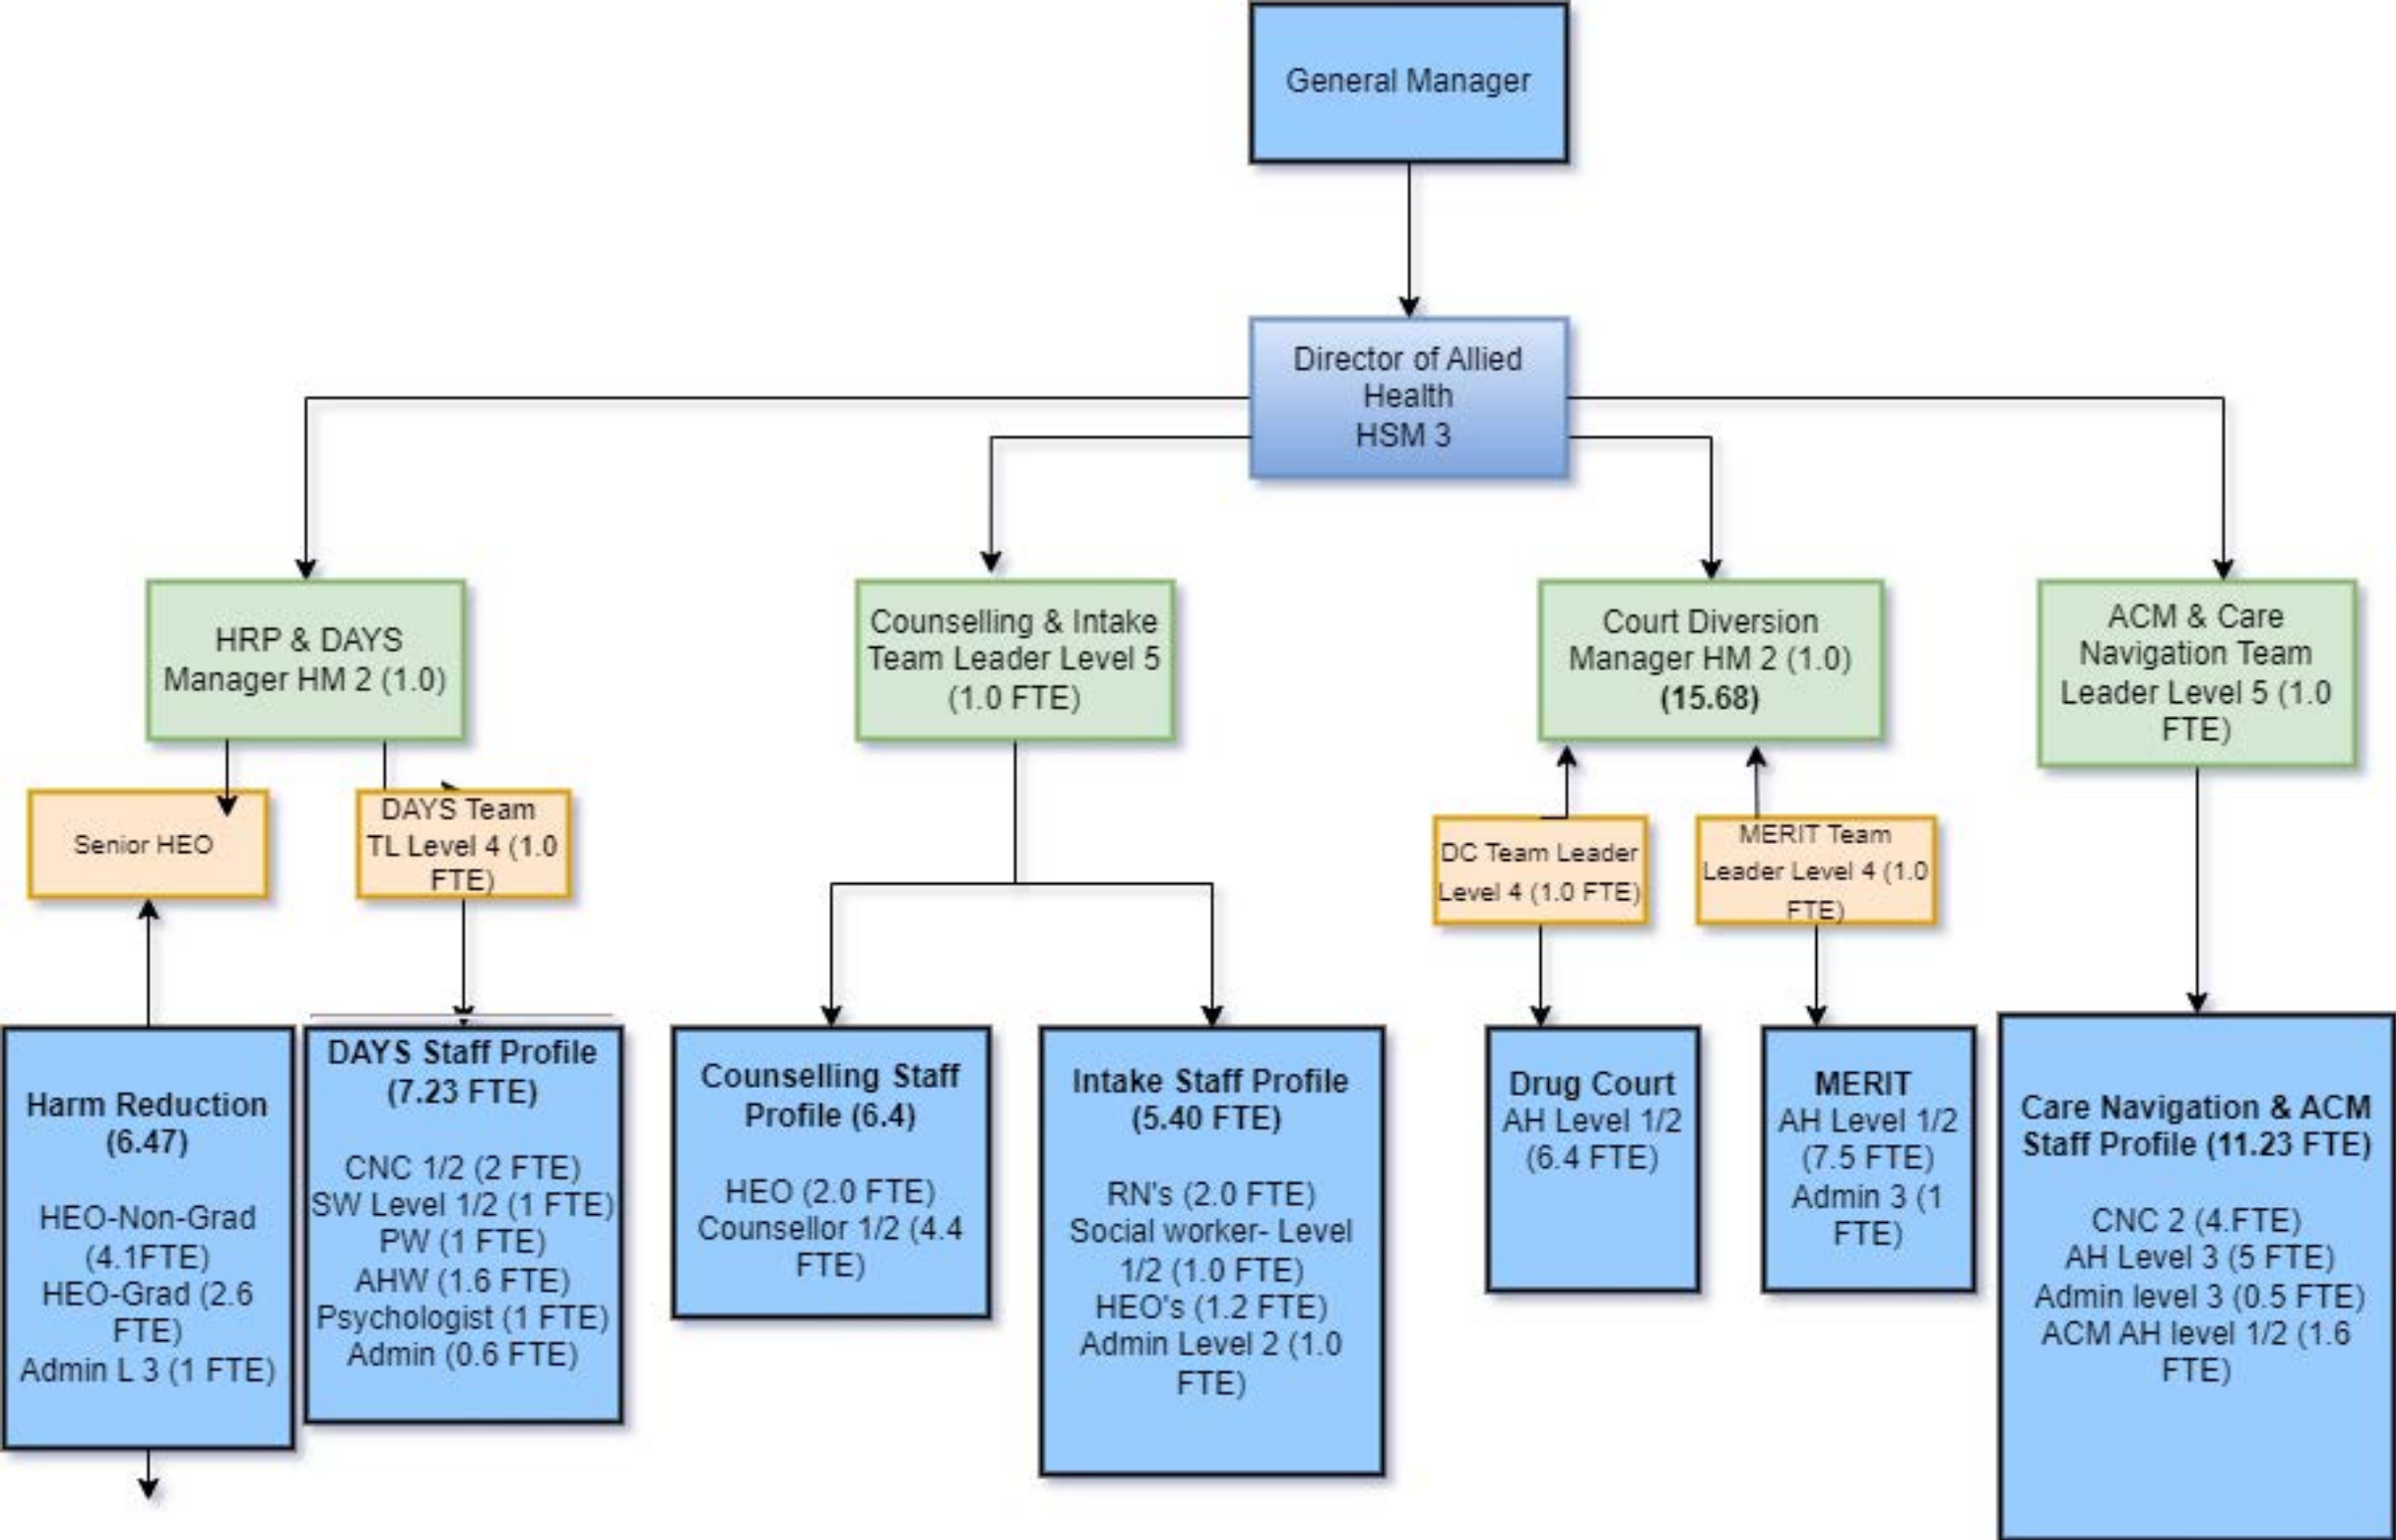 General Manager
Director of Allied
Health
HSM 3
HRP & DAYS
Manager HM 2 (1.0)
Counselling & Intake
Team Leader Level 5
(1.0 FTE)
Court Diversion
Manager HM 2 (1.0)
(15.68)
ACM & Care
Navigation Team
Leader Level 5 (1.0
FTE)
Senior HEO
DAYS Team
TL Level 4 (1.0
FTE)
DC Team Leader
Level 4 (1.0 FTE)
MERIT Team
Leader Level 4 (1.0
FTE)
Harm Reduction
(6.47)
HEO-Non-Grad
(4.1FTE)
HEO-Grad (2.6
FTE)
Admin L 3 (1 FTE)
DAYS Staff Profile
(7.23 FTE)
CNC 1/2 (2 FTE)
SW Level 1/2 (1 FTE)
PW (1 FTE)
AHW (1.6 FTE)
Psychologist (1 FTE)
Admin (0.6 FTE)
Counselling Staff
Profile (6.4)
HEO (2.0 FTE)
Counsellor 1/2 (4.4
FTE)
Intake Staff Profile
(5.40 FTE)
RN's (2.0 FTE)
Social worker- Level
1/2 (1.0 FTE)
HEO's (1.2 FTE)
Admin Level 2 (1.0
FTE)
Drug Court
AH Level 1/2
(6.4 FTE)
MERIT
AH Level 1/2
(7.5 FTE)
Admin 3 (1
FTE)
Care Navigation & ACM
Staff Profile (11.23 FTE)
CNC 2 (4.FTE)
AH Level 3 (5 FTE)
Admin level 3 (0.5 FTE)
ACM AH level 1/2 (1.6
FTE)